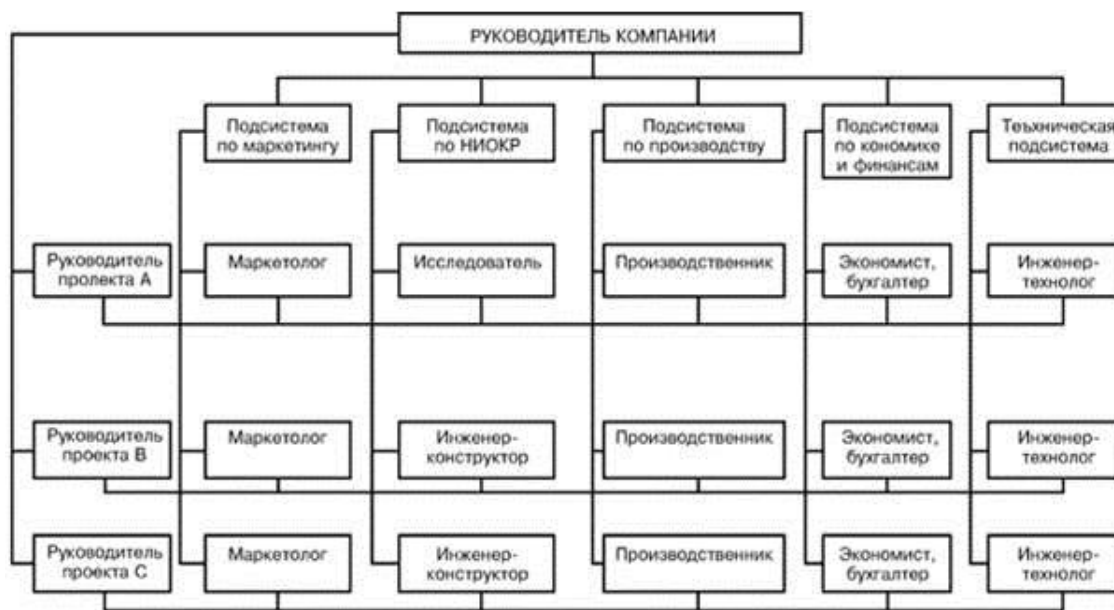 РУКОВОДИТЕЛЬ КОМПАНИИ
Подсистема
по маркетингу
Подсистема
по НИОКР
Подсистема
по производству
Подсистема
по кономике
и финансам
Теъхническая
подсистема
Руководитель
пролекта А
Маркетолог
Исследователь
Производственник
Экономист,
бухгалтер
Инженер-
технолог
Руководитель
проекта В
Маркетолог
Инженер-
конструктор
Производственник
Экономист,
бухгалтер
Инженер-
технолог
Руководитель
проекта С
Маркетолог
Инженер-
конструктор
Производственник
Экономист,
бухгалтер
Инженер-
технолог